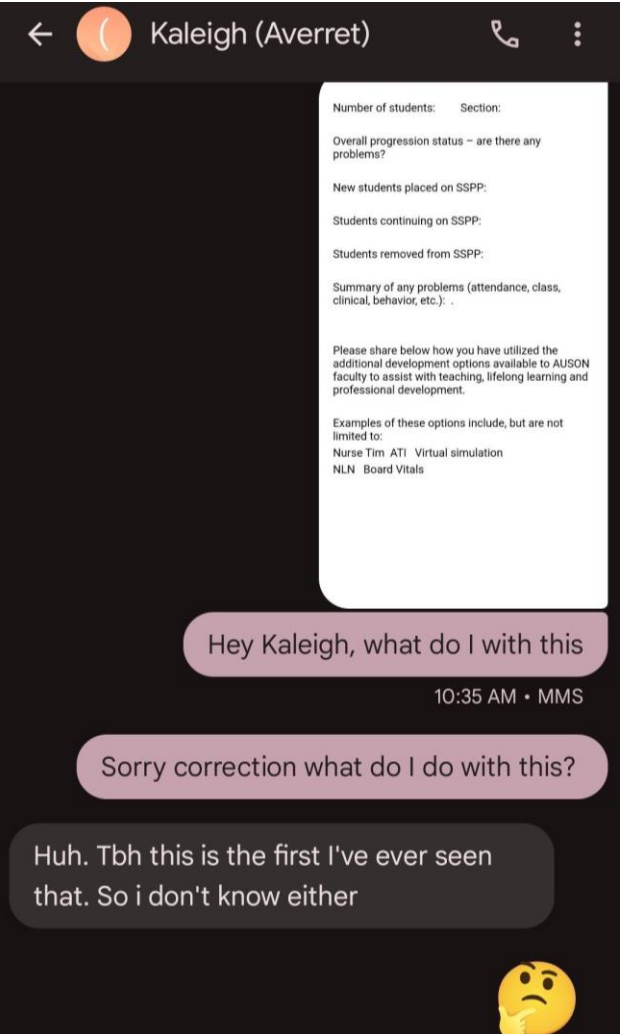 Kaleigh (Averret)
Number of students: Section:
Overall progression status – are there any
problems?
New students placed on SSPP:
Students continuing on SSPP:
Students removed from SSPP:
Summary of any problems (attendance, class,
clinical, behavior, etc.): .
Please share below how you have utilized the
additional development options available to AUSON
faculty to assist with teaching, lifelong learning and
professional development.
Examples of these options include, but are not
limited to:
Nurse Tim ATI Virtual simulation
NLN Board Vitals
Hey Kaleigh, what do I with this
10:35 AM • MMS
Sorry correction what do I do with this?
Huh. Tbh this is the first I've ever seen
that. So i don't know either